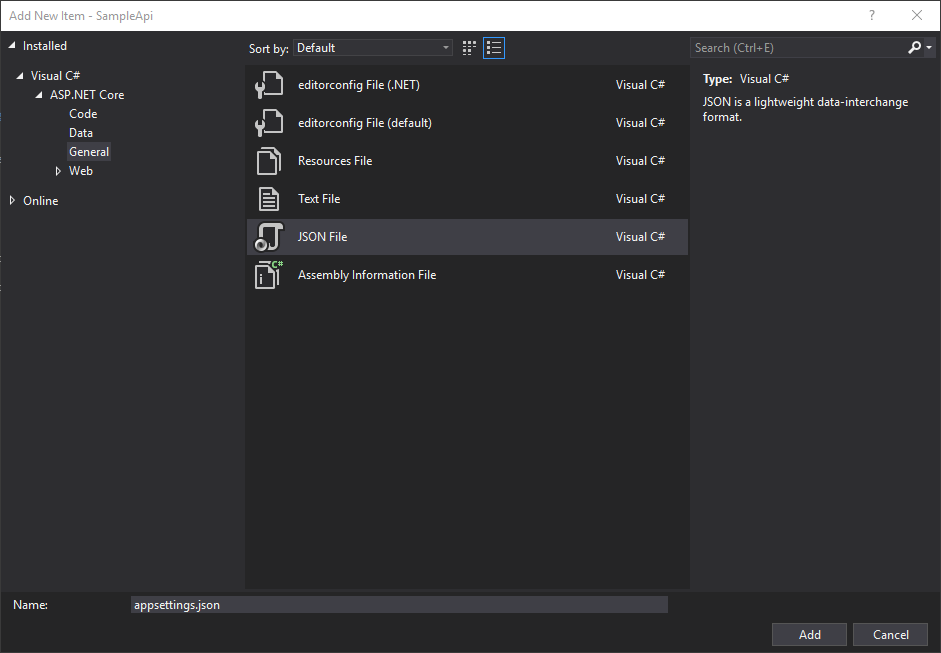 Add New Item - SampleApi
?
Installed
Visual C#
ASP.NET Core
Code
Data
General
Web
Online
Sort by: Default
editorconfig File (.NET) Visual C#
editorconfig File (default) Visual C#
Resources File Visual C#
Text File Visual C#
JSON File Visual C#
C#
Assembly Information File Visual C#
Search (Ctrl+E)
Type: Visual C#
JSON is a lightweight data-interchange
format.
Name: appsettings.json
Add Cancel